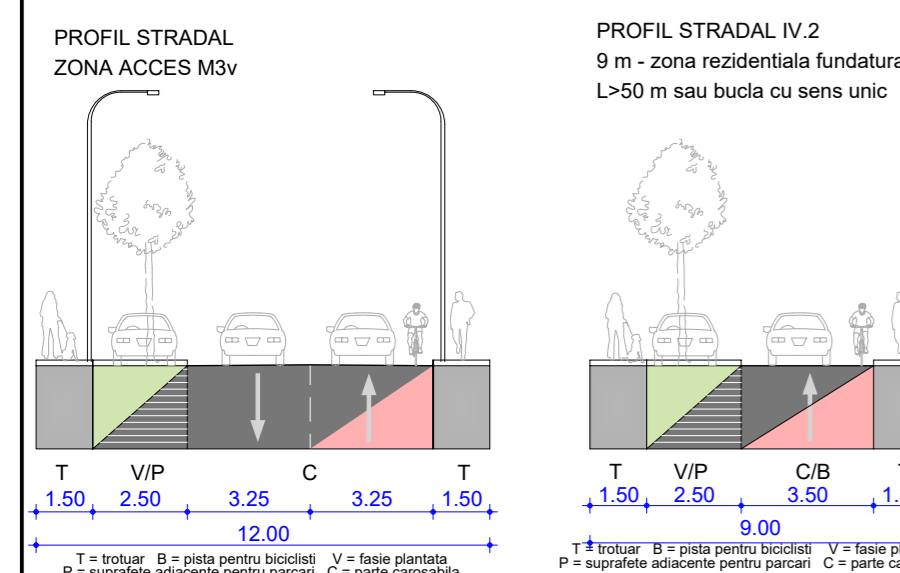 PROFIL STRADAL
ZONA ACCES M3v
T V/P C T
1.50 2.50 3.25 3.25 1.50
12.00
T = trotuar B = pista pentru biciclisti V = fasie plantata
P = suprafete adiacente pentru parcari C = parte carosabila
PROFIL STRADAL IV.2
9 m - zona rezidentiala fundatura
L>50 m sau bucla cu sens unic
T V/P C/B
1.50 2.50 3.50 1.
9.00
T = trotuar B = pista pentru biciclisti V = fasie pl
P = suprafete adiacente pentru parcari C = parte ca